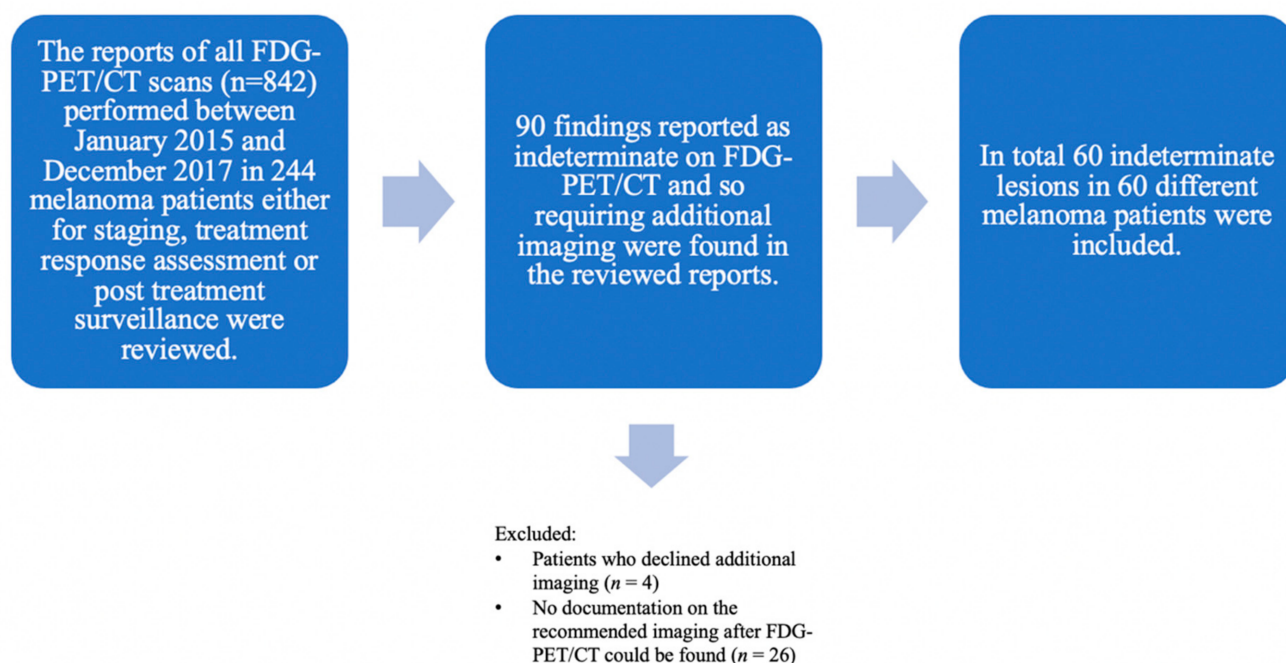 The reports of all FDG-
PET/CT scans (n=842)
performed between
January 2015 and
December 2017 in 244
melanoma patients either
for staging, treatment
response assessment or
post treatment
surveillance were
reviewed.
90 findings reported as
indeterminate on FDG-
PET/CT and so
requiring additional
imaging were found in
the reviewed reports.
In total 60 indeterminate
lesions in 60 different
melanoma patients were
included.
Excluded:
• Patients who declined additional
imaging (n = 4)
• No documentation on the
recommended imaging after FDG-
PET/CT could be found (n = 26)